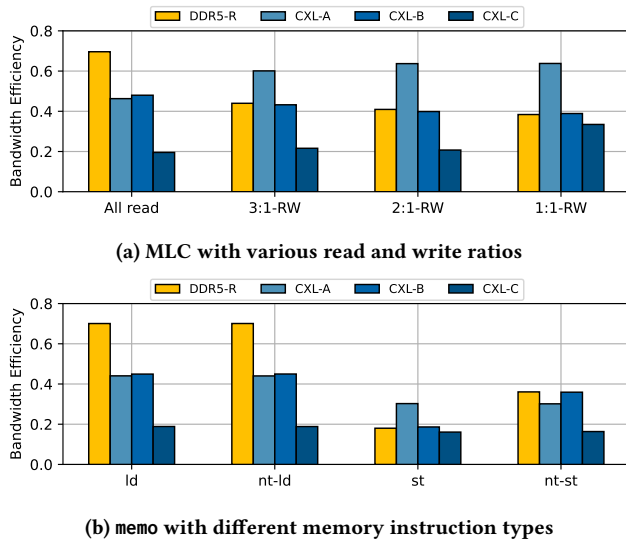 DDR5-R CXL-A CXL-B CXL-C
0.8
0.6
0.4
0.2
0.0
Bandwidth Efficiency
All read 3:1-RW 2:1-RW 1:1-RW
(a) MLC with various read and write ratios
DDR5-R CXL-A CXL-B CXL-C
0.8
0.6
0.4
0.2
0.0
Bandwidth Efficiency
ld nt-ld st nt-st
(b) memo with different memory instruction types